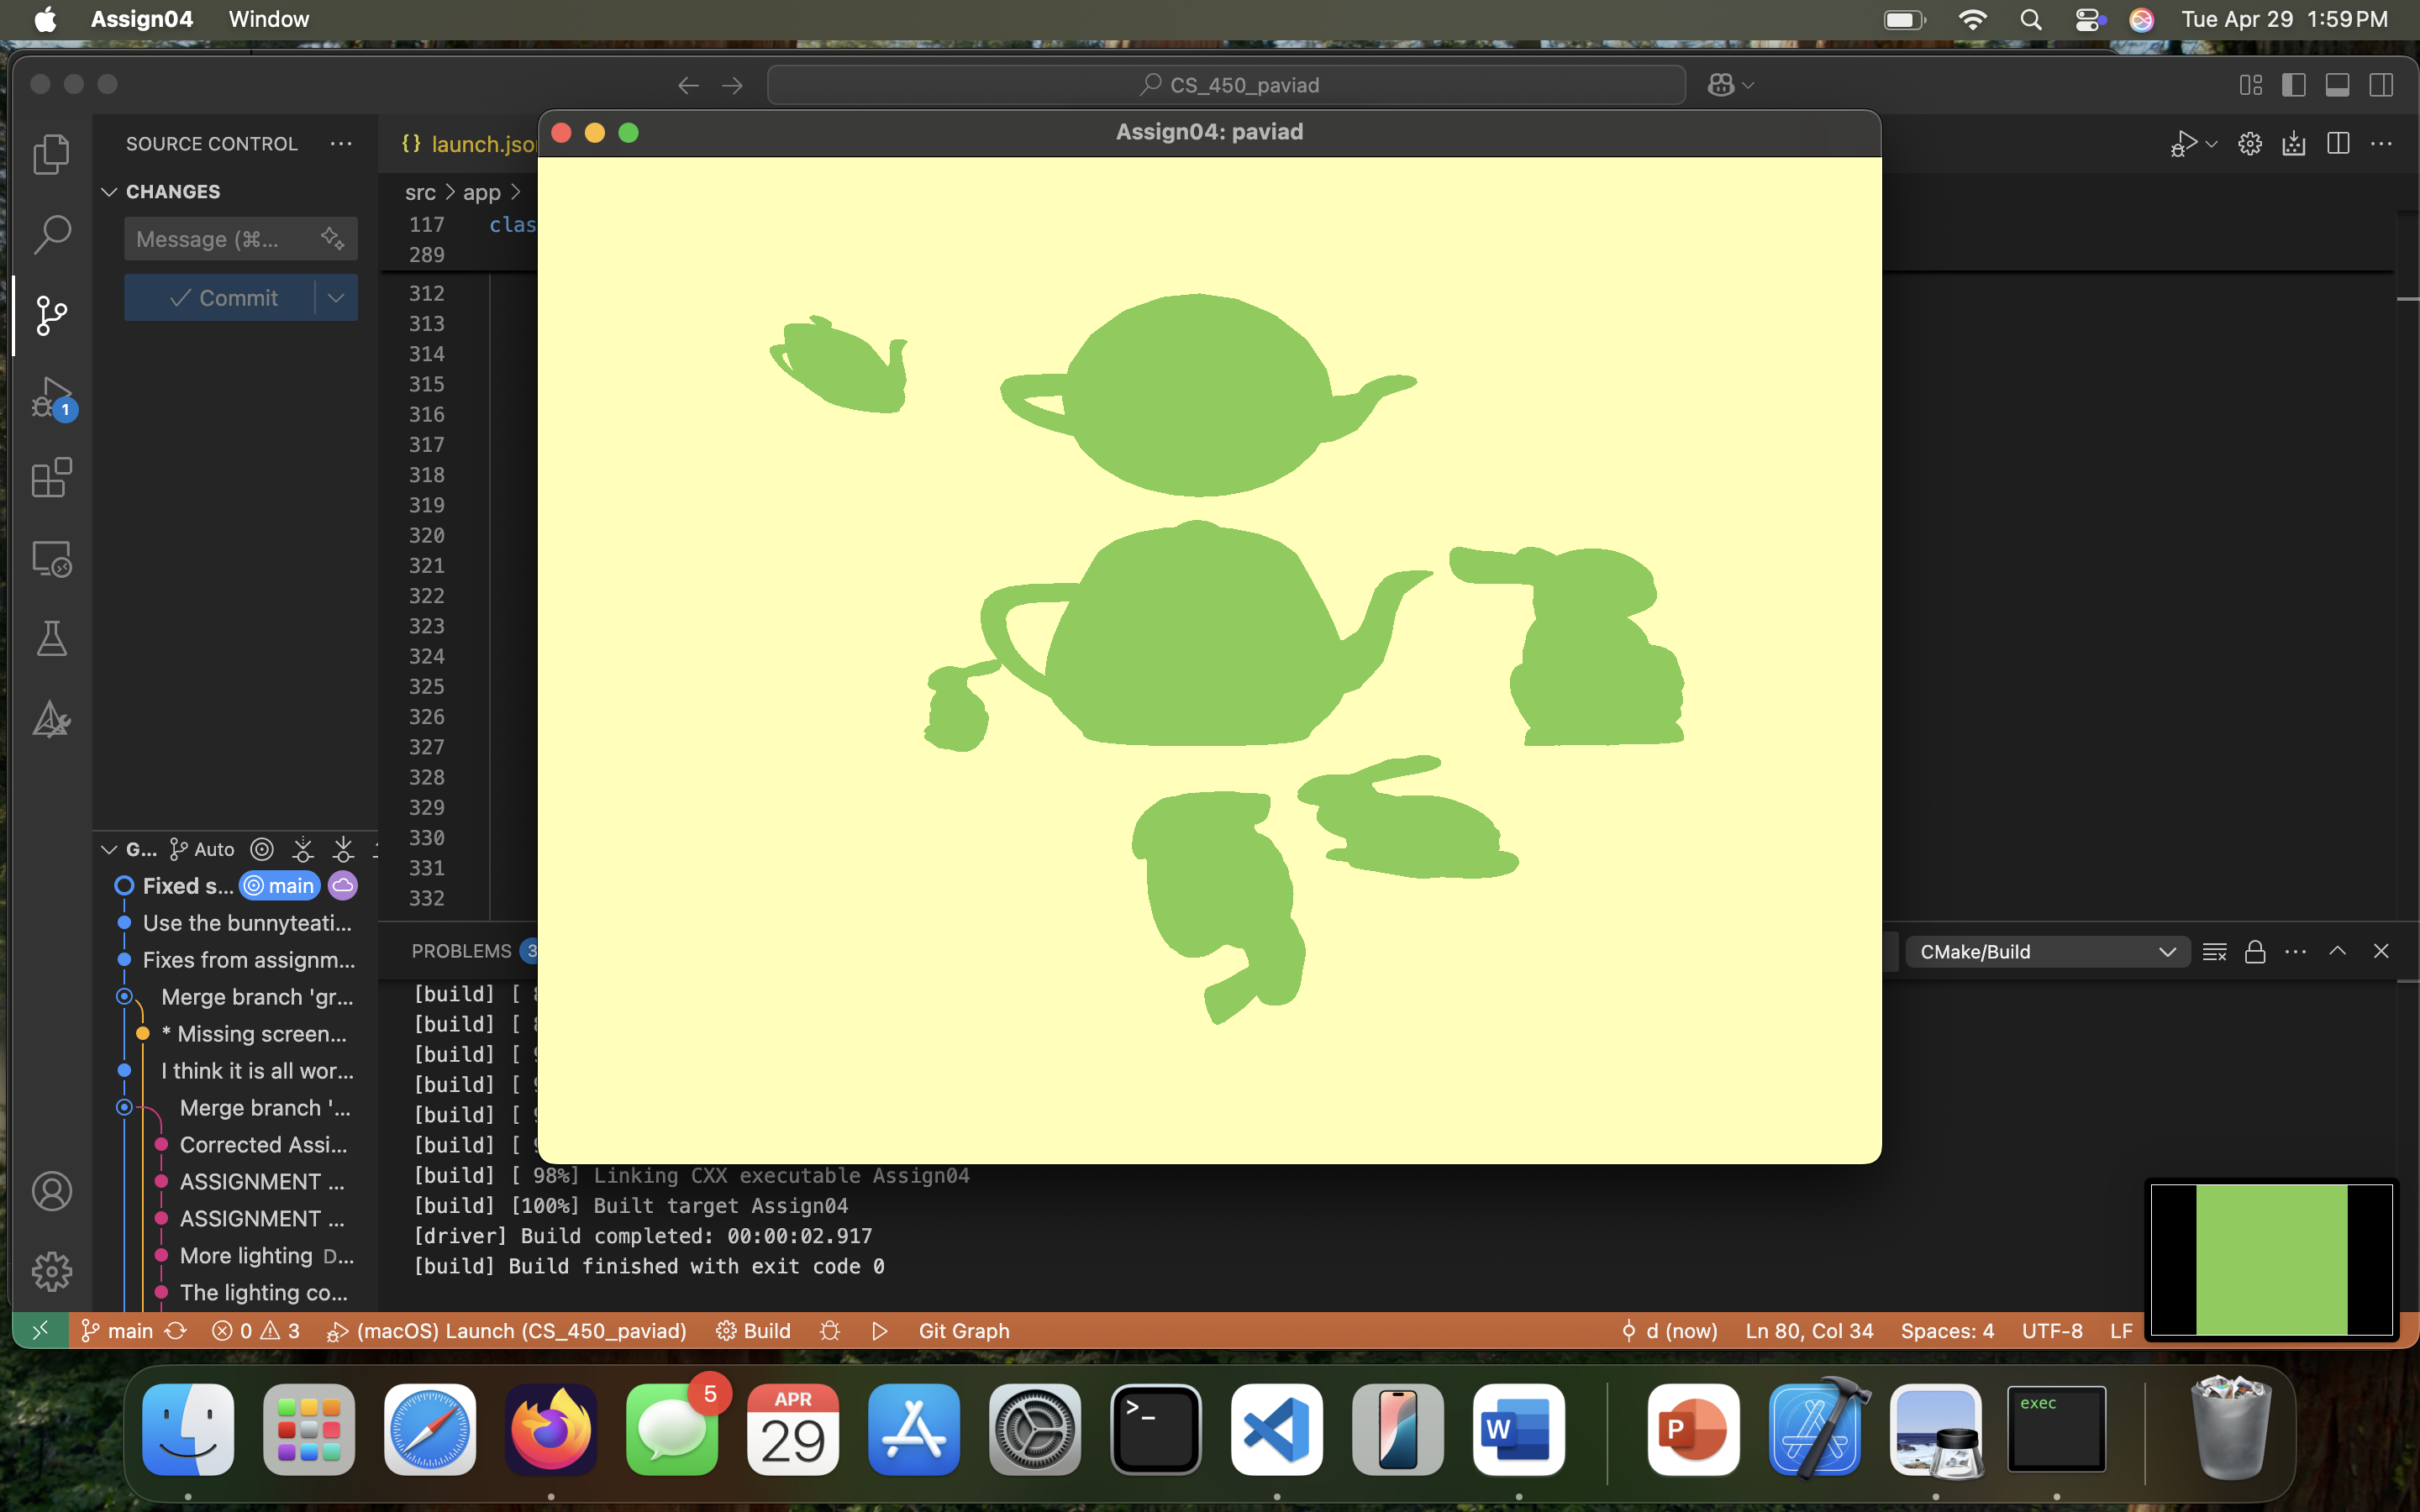 Assign04 Window Tue Apr 29 1:59 PM
CS_450_paviad
SOURCE CONTROL ···
CHANGES
Message (⌘...
Commit
{} launch.jso
src > app >
117 clas
289
312
313
314
315
316
317
318
319
320
321
322
323
324
325
326
327
328
329
330
331
332
Assign04: paviad
1
G... Auto
Fixed s... main
Use the bunnyteati...
Fixes from assignm...
Merge branch 'gr...
* Missing screen...
I think it is all wor...
Merge branch '...
Corrected Assi...
ASSIGNMENT ...
ASSIGNMENT ...
More lighting D...
The lighting co...
PROBLEMS 3
CMake/Build
[build] [
[build] [
[build] [
[build] [
[build] [
[build] [
[build] [ 98%] Linking CXX executable Assign04
[build] [100%] Built target Assign04
[driver] Build completed: 00:00:02.917
[build] Build finished with exit code 0
main 0 3 (macOS) Launch (CS_450_paviad) Build Git Graph d (now) Ln 80, Col 34 Spaces: 4 UTF-8 LF
5
APR
29
>_
W
P
exec